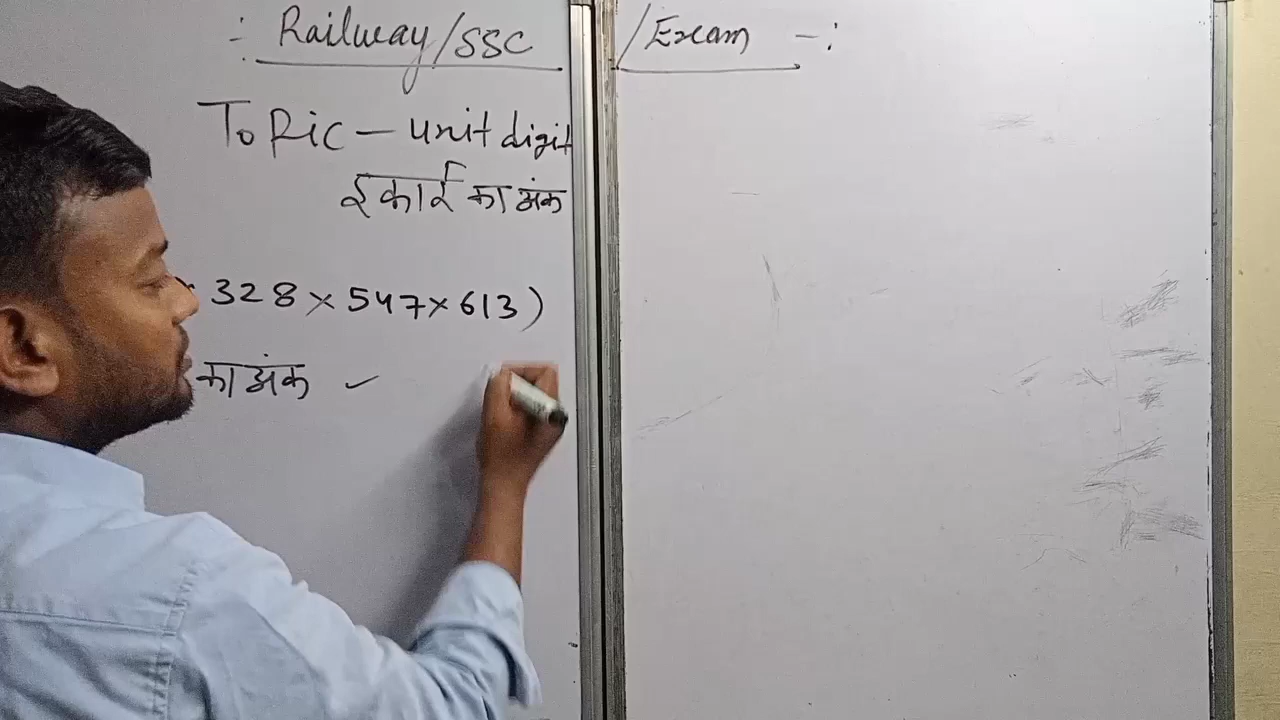 :- Railway/SSC /Exam -:
Topic - unit digit
इकाई का अंक
328 × 547 × 613)
का अंक ✓